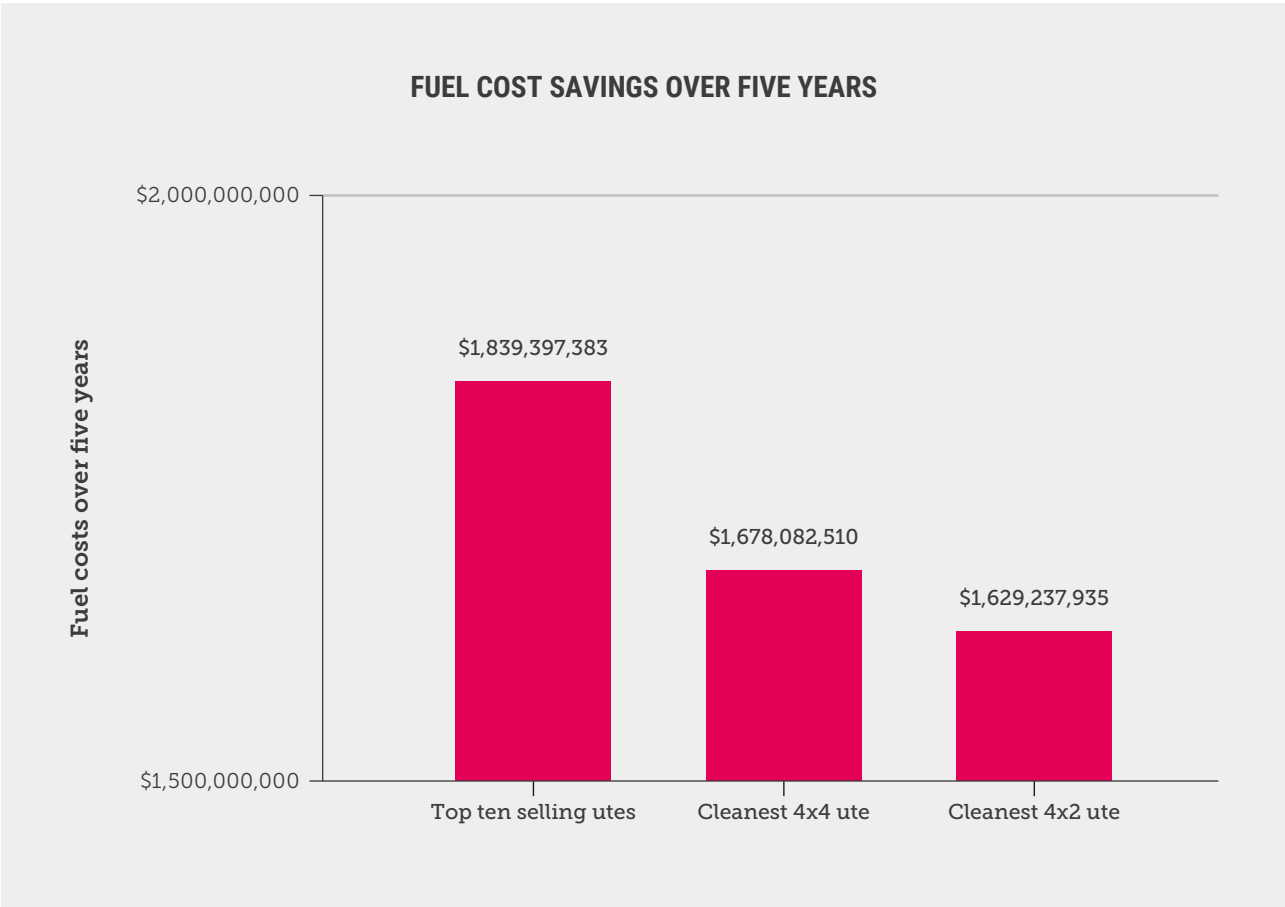 FUEL COST SAVINGS OVER FIVE YEARS
$2,000,000,000
Fuel costs over five years
$1,839,397,383
$1,678,082,510
$1,629,237,935
$1,500,000,000
Top ten selling utes
Cleanest 4x4 ute
Cleanest 4x2 ute